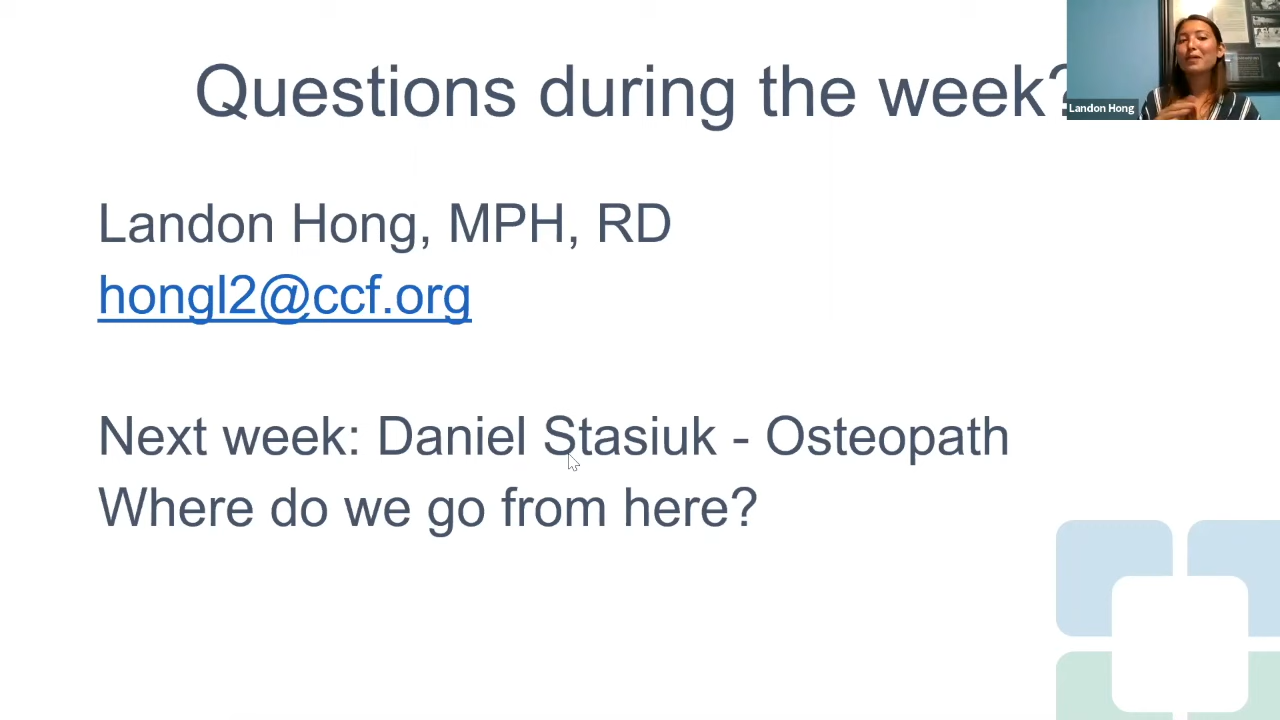 Questions during the week?
Landon Hong
Landon Hong, MPH, RD
hongl2@ccf.org
Next week: Daniel Stasiuk - Osteopath
Where do we go from here?